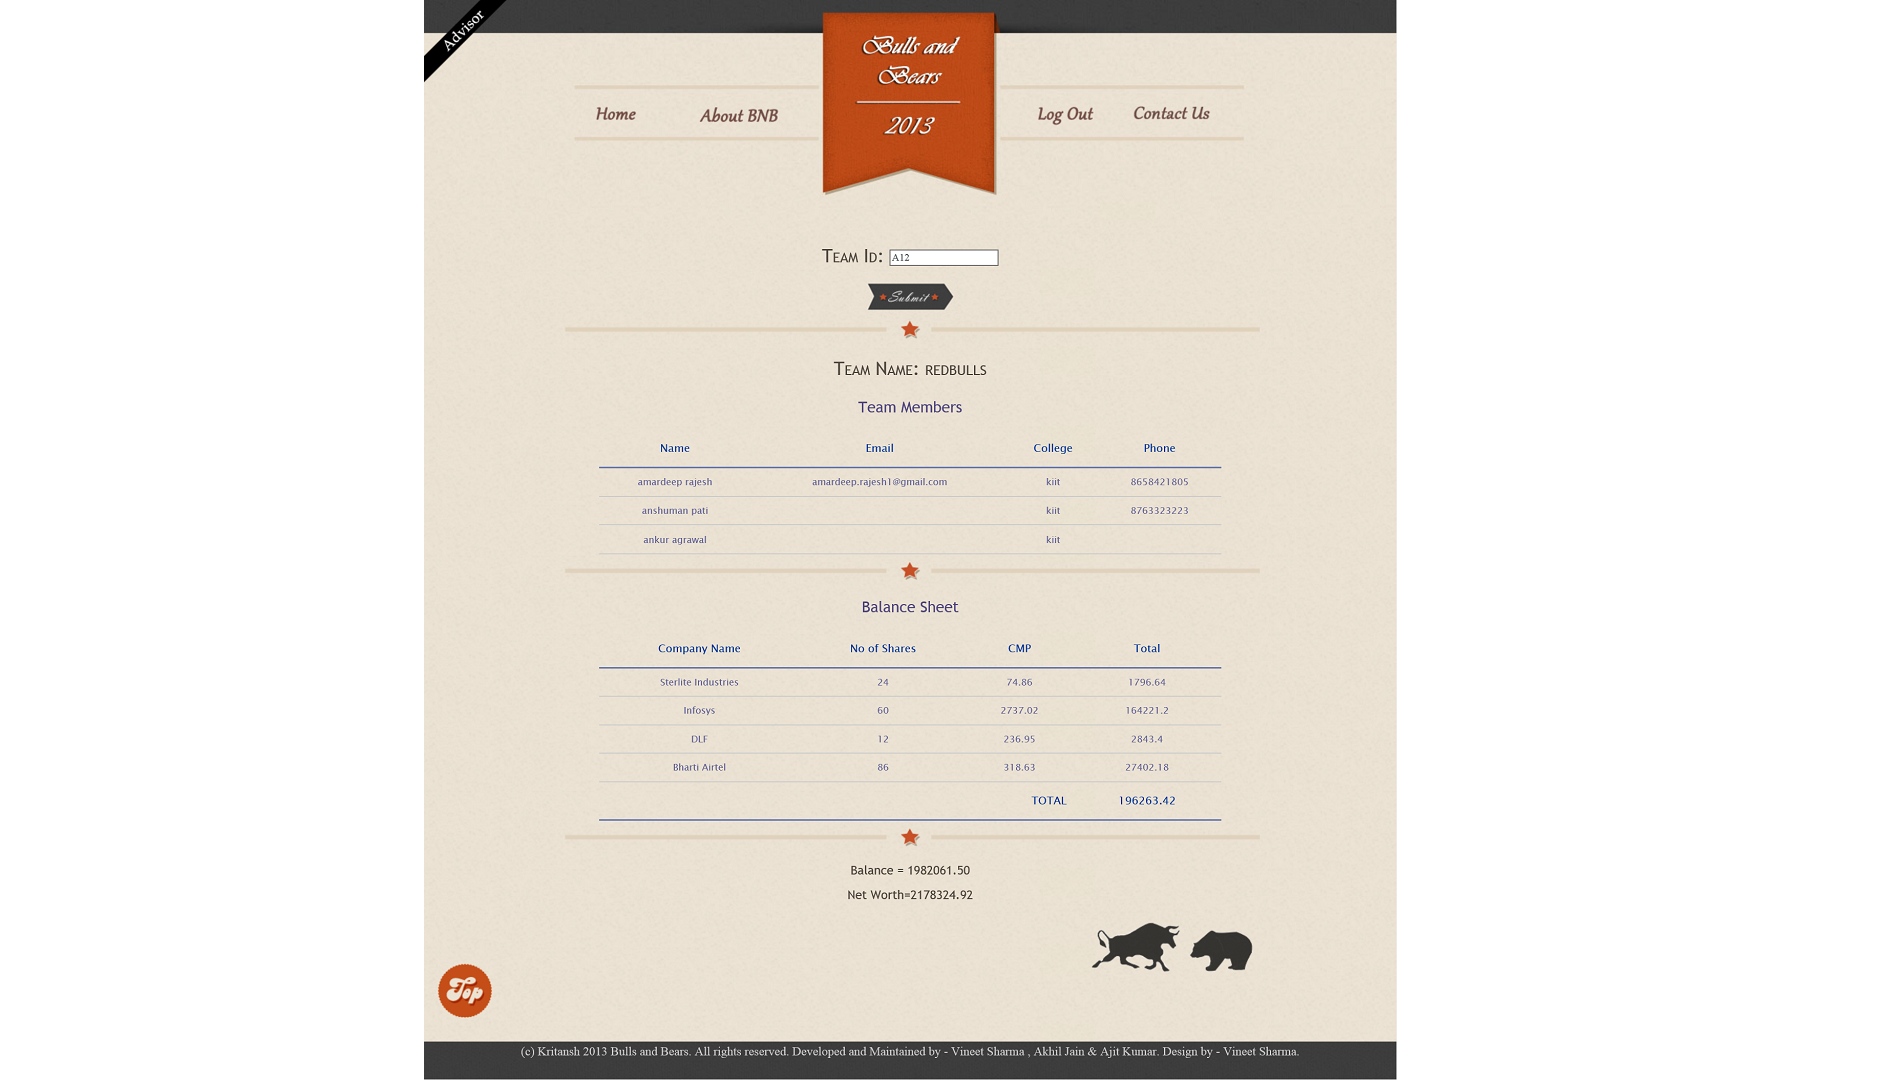 Advisor
Bulls and
Bears
2013
Home
About BNB
Log Out
Contact Us
Team Id: A12
Submit
Team Name: REDBULLS
Team Members
Name Email College Phone
amardeep rajesh amardeep.rajesh1@gmail.com kiit 8658421805
anshuman pati kiit 8763323223
ankur agrawal kiit
Balance Sheet
Company Name No of Shares CMP Total
Sterlite Industries 24 74.86 1796.64
Infosys 60 2737.02 164221.2
DLF 12 236.95 2843.4
Bharti Airtel 86 318.63 27402.18
TOTAL 196263.42
Balance = 1982061.50
Net Worth=2178324.92
Top
(c) Kritansh 2013 Bulls and Bears. All rights reserved. Developed and Maintained by - Vineet Sharma , Akhil Jain & Ajit Kumar. Design by - Vineet Sharma.